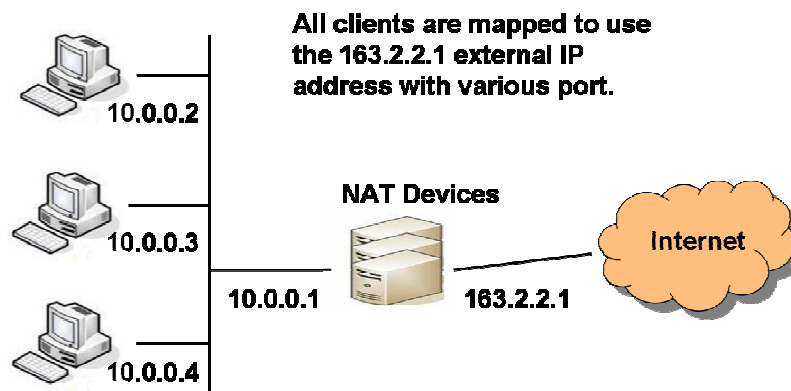 All clients are mapped to use
the 163.2.2.1 external IP
address with various port.
10.0.0.2
10.0.0.3
NAT Devices
Internet
10.0.0.1
163.2.2.1
10.0.0.4